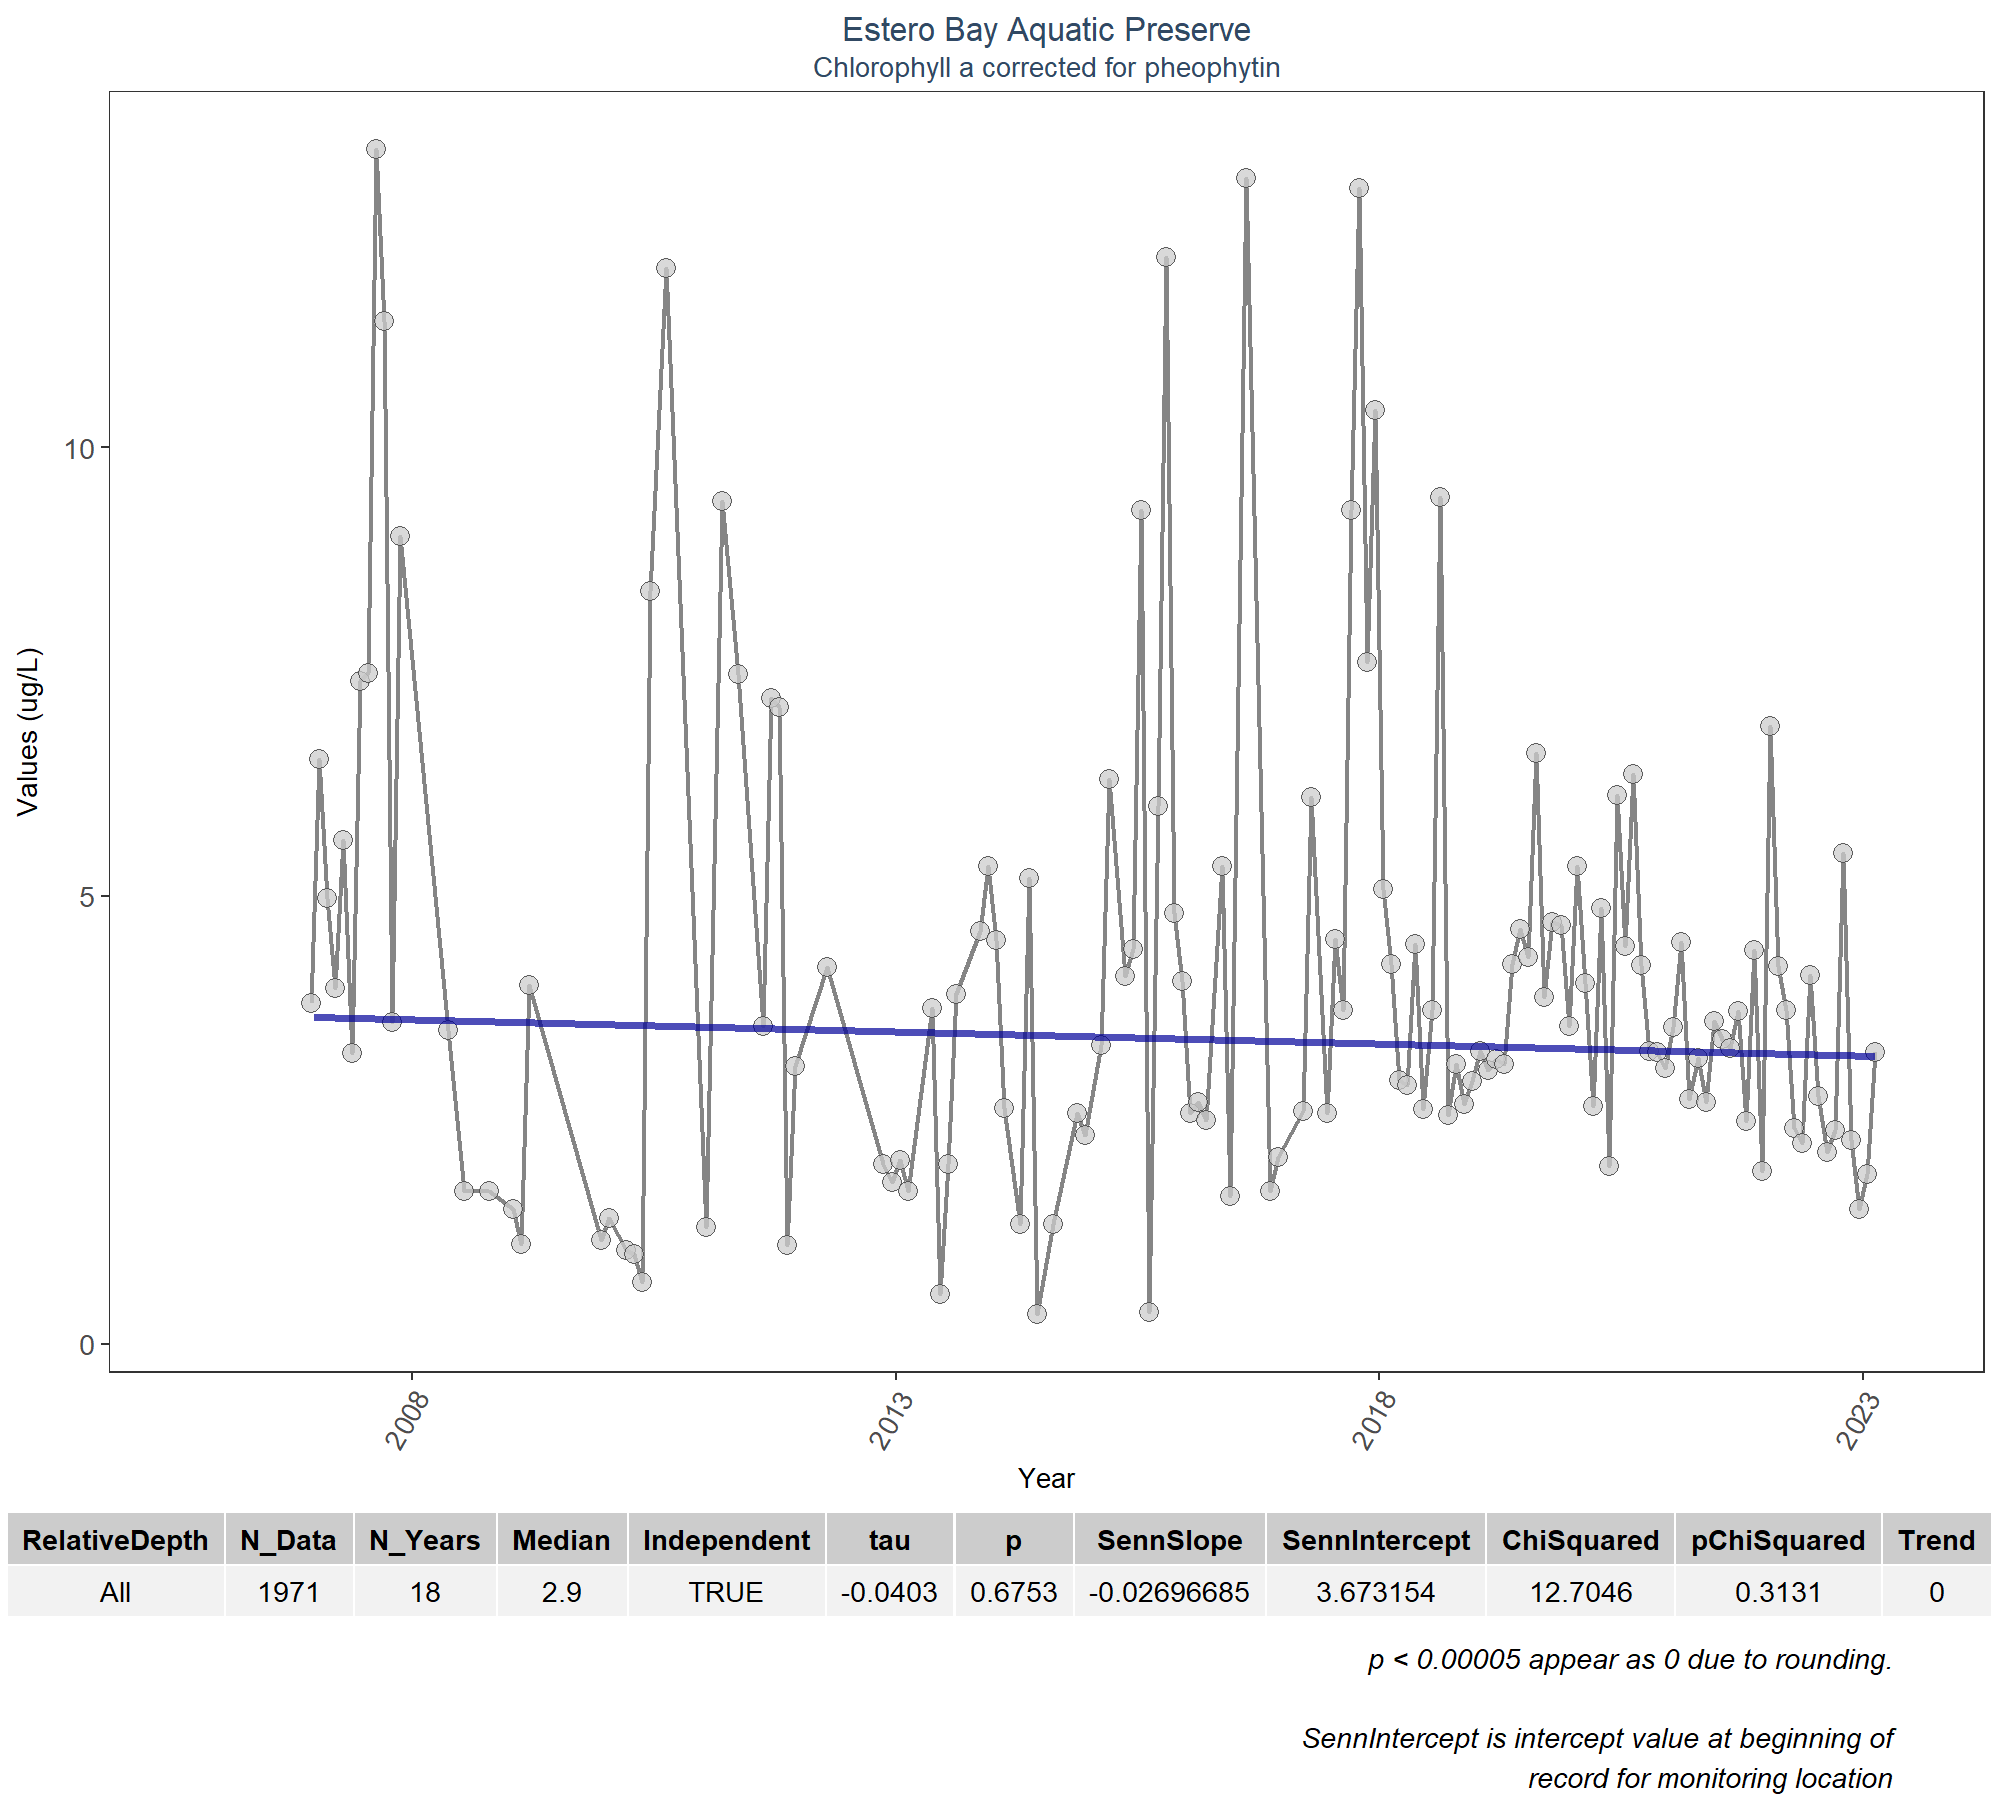 Estero Bay Aquatic Preserve
Chlorophyll a corrected for pheophytin
Values (ug/L)
10
5
0
2008
2013
2018
2023
Year
RelativeDepth N_Data N_Years Median Independent tau p SennSlope SennIntercept ChiSquared pChiSquared Trend
All 1971 18 2.9 TRUE -0.0403 0.6753 -0.02696685 3.673154 12.7046 0.3131 0
p < 0.00005 appear as 0 due to rounding.
SennIntercept is intercept value at beginning of
record for monitoring location